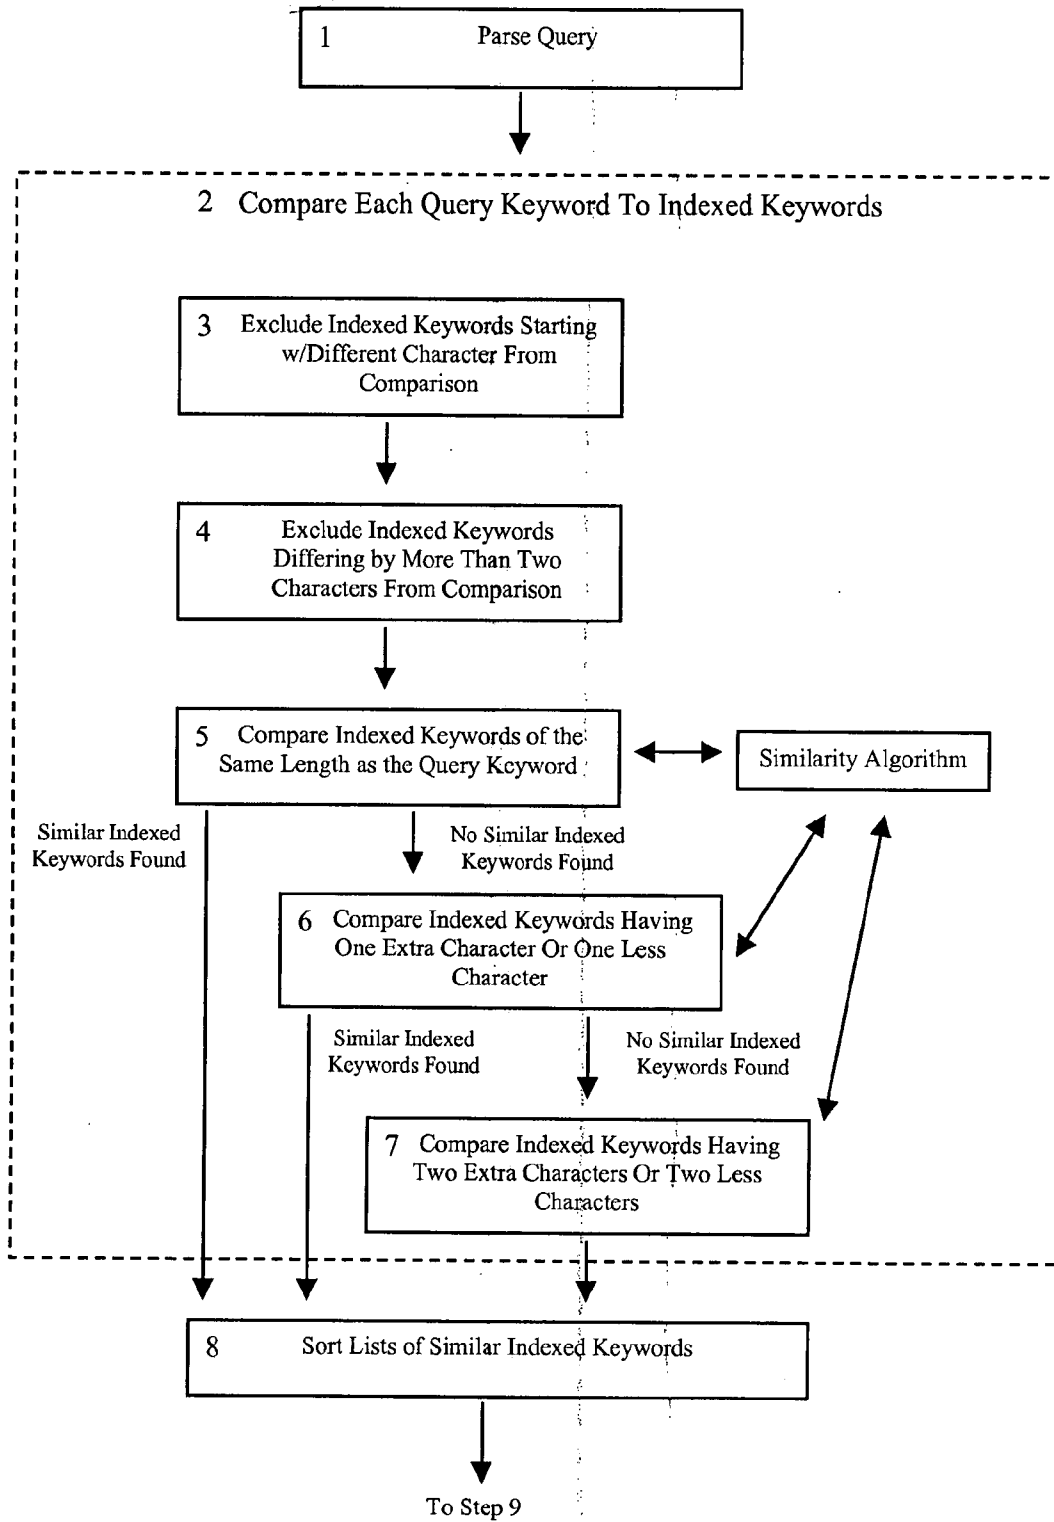 1 Parse Query
2 Compare Each Query Keyword To Indexed Keywords
3 Exclude Indexed Keywords Starting
w/Different Character From
Comparison
4 Exclude Indexed Keywords
Differing by More Than Two
Characters From Comparison
5 Compare Indexed Keywords of the
Same Length as the Query Keyword
Similarity Algorithm
Similar Indexed
Keywords Found
No Similar Indexed
Keywords Found
6 Compare Indexed Keywords Having
One Extra Character Or One Less
Character
Similar Indexed
Keywords Found
No Similar Indexed
Keywords Found
7 Compare Indexed Keywords Having
Two Extra Characters Or Two Less
Characters
8 Sort Lists of Similar Indexed Keywords
To Step 9